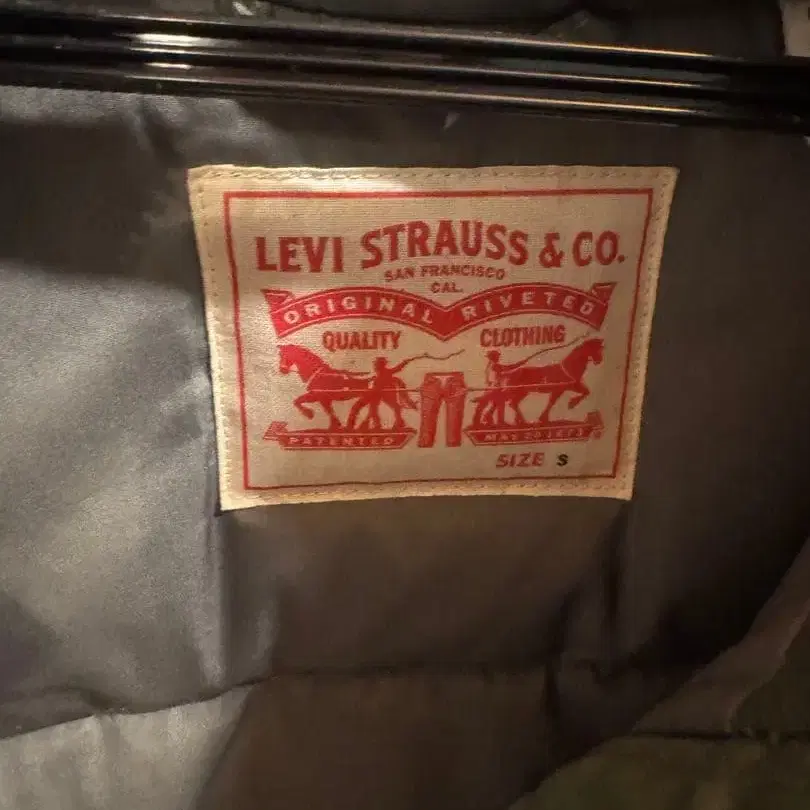 LEVI STRAUSS & CO.
SAN FRANCISCO
CAL.
ORIGINAL RIVETED
QUALITY CLOTHING
PATENTED MAY 20 1873
SIZE S